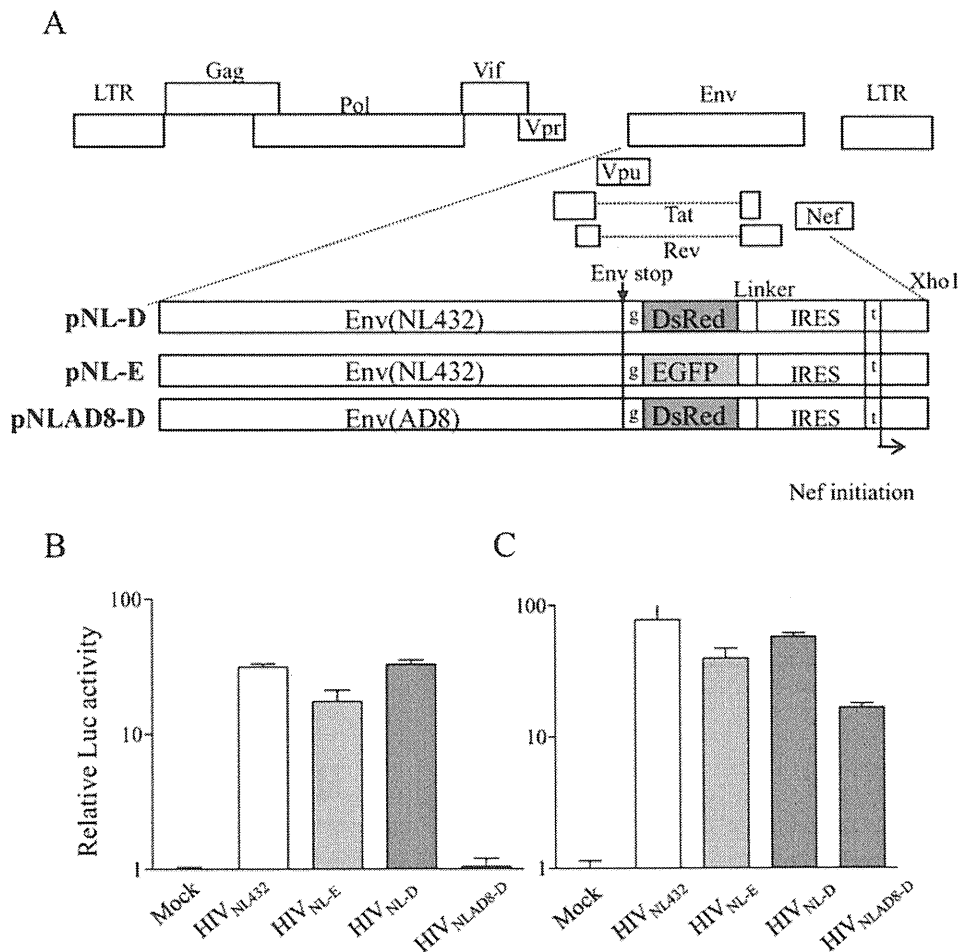 A
Gag
Vif
LTR
Pol
Env
LTR
Vpr
Vpu
Tat
Nef
Rev
Env stop
Linker
Xho1
pNL-D
Env(NL432)
g
DsRed
IRES
t
pNL-E
Env(NL432)
g
EGFP
IRES
t
pNLAD8-D
Env(AD8)
g
DsRed
IRES
t
Nef initiation
B
Relative Luc activity
100
10
1
Mock
HIV NL432
HIV NL-E
HIV NL-D
HIV NLAD8-D
C
100
10
1
Mock
HIV NL432
HIV NL-E
HIV NL-D
HIV NLAD8-D